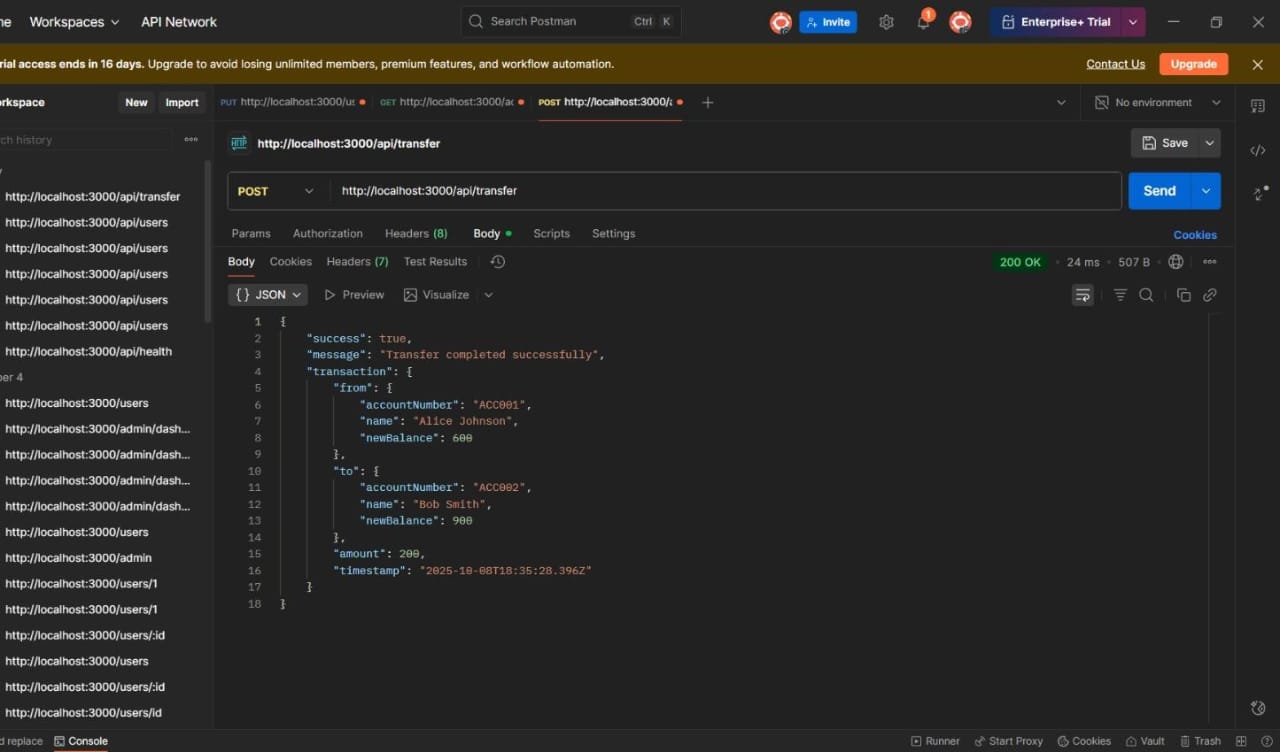 ne Workspaces API Network Search Postman Ctrl K Invite 1 Enterprise+ Trial
rial access ends in 16 days. Upgrade to avoid losing unlimited members, premium features, and workflow automation. Contact Us Upgrade
rkspace New Import PUT http://localhost:3000/us GET http://localhost:3000/ac POST http://localhost:3000/a No environment
ch history
HTTP http://localhost:3000/api/transfer Save
POST http://localhost:3000/api/transfer Send
Params Authorization Headers (8) Body Scripts Settings Cookies
Body Cookies Headers (7) Test Results 200 OK 24 ms 507 B
{} JSON Preview Visualize
y
http://localhost:3000/api/transfer
http://localhost:3000/api/users
http://localhost:3000/api/users
http://localhost:3000/api/users
http://localhost:3000/api/users
http://localhost:3000/api/users
http://localhost:3000/api/health
ber 4
http://localhost:3000/users
http://localhost:3000/admin/dash...
http://localhost:3000/admin/dash...
http://localhost:3000/admin/dash...
http://localhost:3000/admin/dash...
http://localhost:3000/users
http://localhost:3000/admin
http://localhost:3000/users/1
http://localhost:3000/users/1
http://localhost:3000/users/:id
http://localhost:3000/users
http://localhost:3000/users/:id
http://localhost:3000/users/id
1 {
2 "success": true,
3 "message": "Transfer completed successfully",
4 "transaction": {
5 "from": {
6 "accountNumber": "ACC001",
7 "name": "Alice Johnson",
8 "newBalance": 600
9 },
10 "to": {
11 "accountNumber": "ACC002",
12 "name": "Bob Smith",
13 "newBalance": 900
14 },
15 "amount": 200,
16 "timestamp": "2025-10-08T18:35:28.396Z"
17 }
18 }
d replace Console Runner Start Proxy Cookies Vault Trash